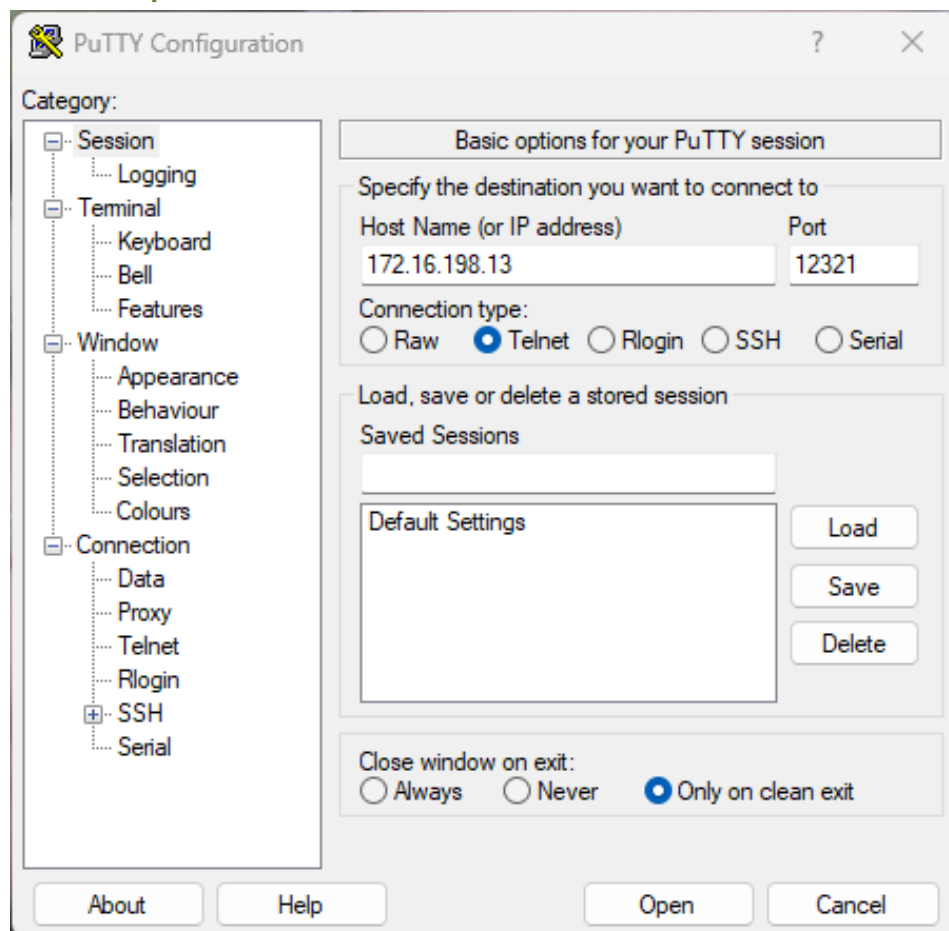 PuTTY Configuration
?
Category:
Session
Logging
Terminal
Keyboard
Bell
Features
Window
Appearance
Behaviour
Translation
Selection
Colours
Connection
Data
Proxy
Telnet
Rlogin
SSH
Serial
Basic options for your PuTTY session
Specify the destination you want to connect to
Host Name (or IP address) Port
172.16.198.13 12321
Connection type:
Raw Telnet Rlogin SSH Serial
Load, save or delete a stored session
Saved Sessions
Default Settings
Load
Save
Delete
Close window on exit:
Always Never Only on clean exit
About Help Open Cancel